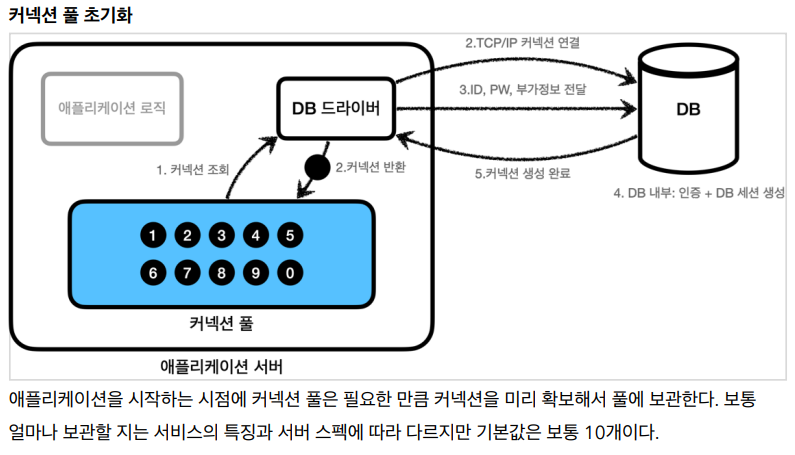 커넥션 풀 초기화
2.TCP/IP 커넥션 연결
애플리케이션 로직
DB 드라이버
3.ID, PW, 부가정보 전달
DB
1. 커넥션 조회
2.커넥션 반환
5.커넥션 생성 완료
4. DB 내부: 인증 + DB 세션 생성
1 2 3 4 5
6 7 8 9 0
커넥션 풀
애플리케이션 서버
애플리케이션을 시작하는 시점에 커넥션 풀은 필요한 만큼 커넥션을 미리 확보해서 풀에 보관한다. 보통
얼마나 보관할 지는 서비스의 특징과 서버 스펙에 따라 다르지만 기본값은 보통 10개이다.